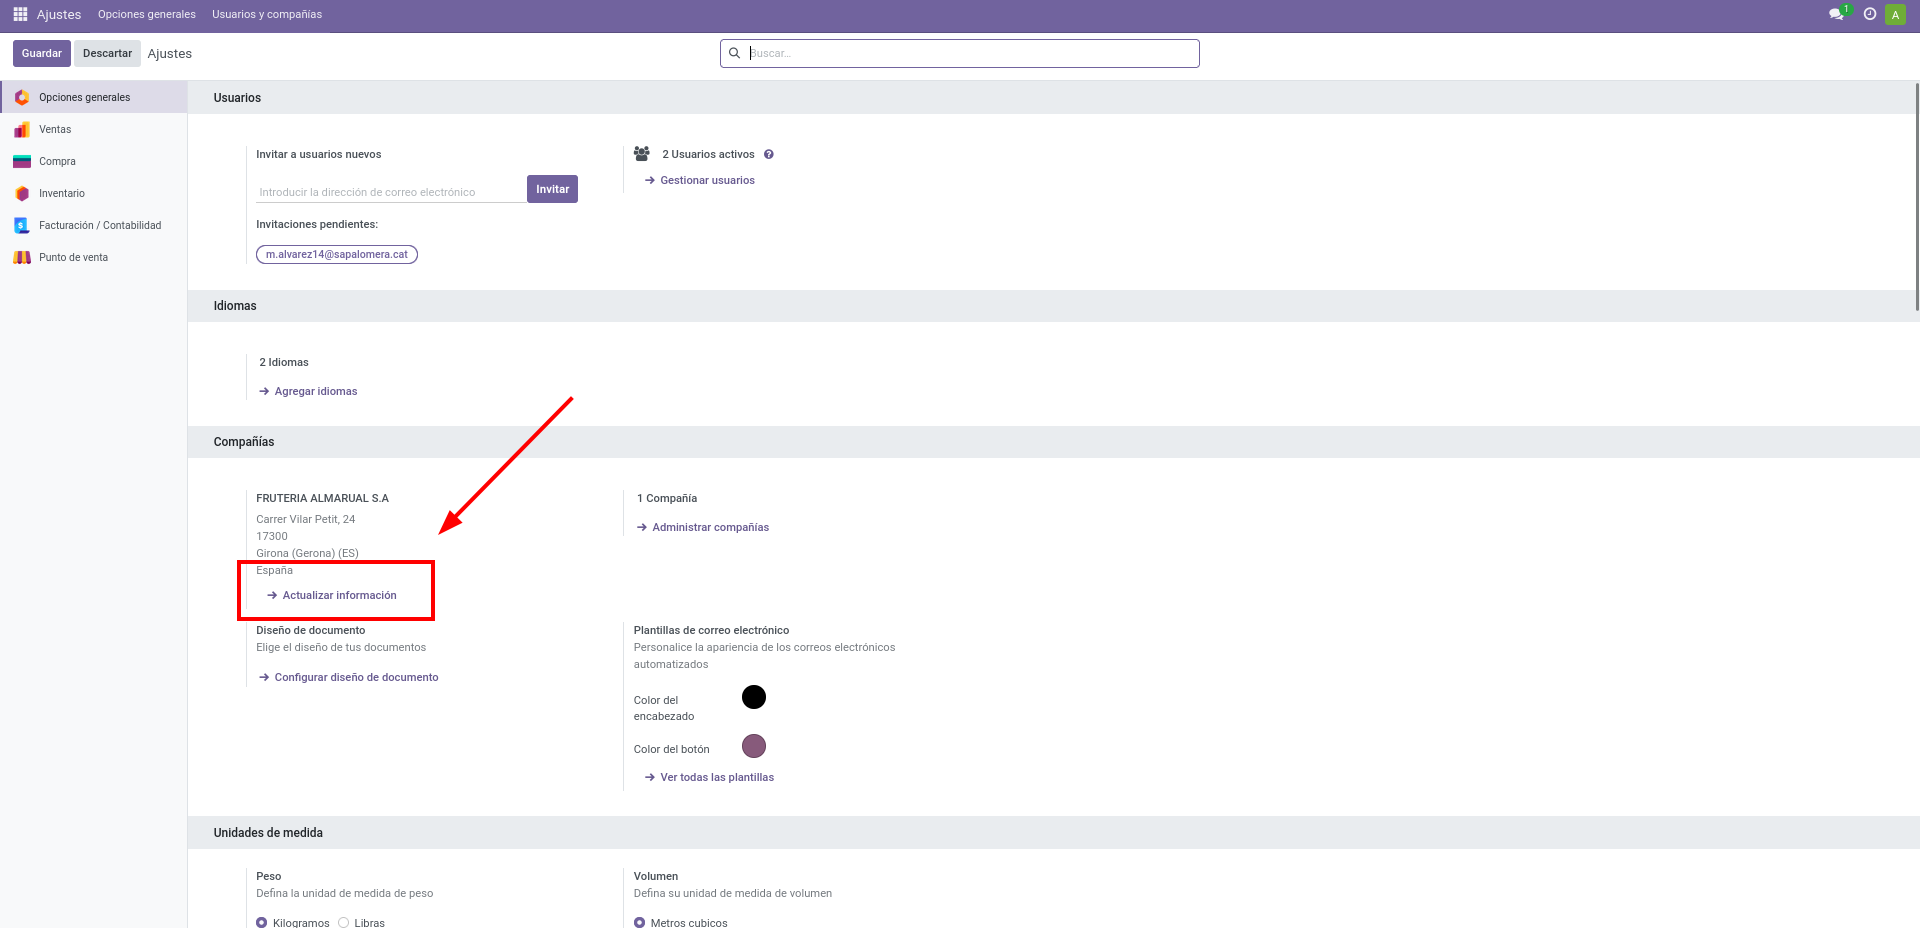 Ajustes Opciones generales Usuarios y compañías 1 A
Guardar Descartar Ajustes Buscar...
Opciones generales
Ventas
Compra
Inventario
Facturación / Contabilidad
Punto de venta
Usuarios
Invitar a usuarios nuevos
Introducir la dirección de correo electrónico Invitar
Invitaciones pendientes:
m.alvarez14@sapalomera.cat
2 Usuarios activos ?
Gestionar usuarios
Idiomas
2 Idiomas
Agregar idiomas
Compañías
FRUTERIA ALMARUAL S.A
Carrer Vilar Petit, 24
17300
Girona (Gerona) (ES)
España
Actualizar información
1 Compañía
Administrar compañías
Diseño de documento
Elige el diseño de tus documentos
Configurar diseño de documento
Plantillas de correo electrónico
Personalice la apariencia de los correos electrónicos
automatizados
Color del
encabezado
Color del botón
Ver todas las plantillas
Unidades de medida
Peso
Defina la unidad de medida de peso
Kilogramos Libras
Volumen
Defina su unidad de medida de volumen
Metros cubicos